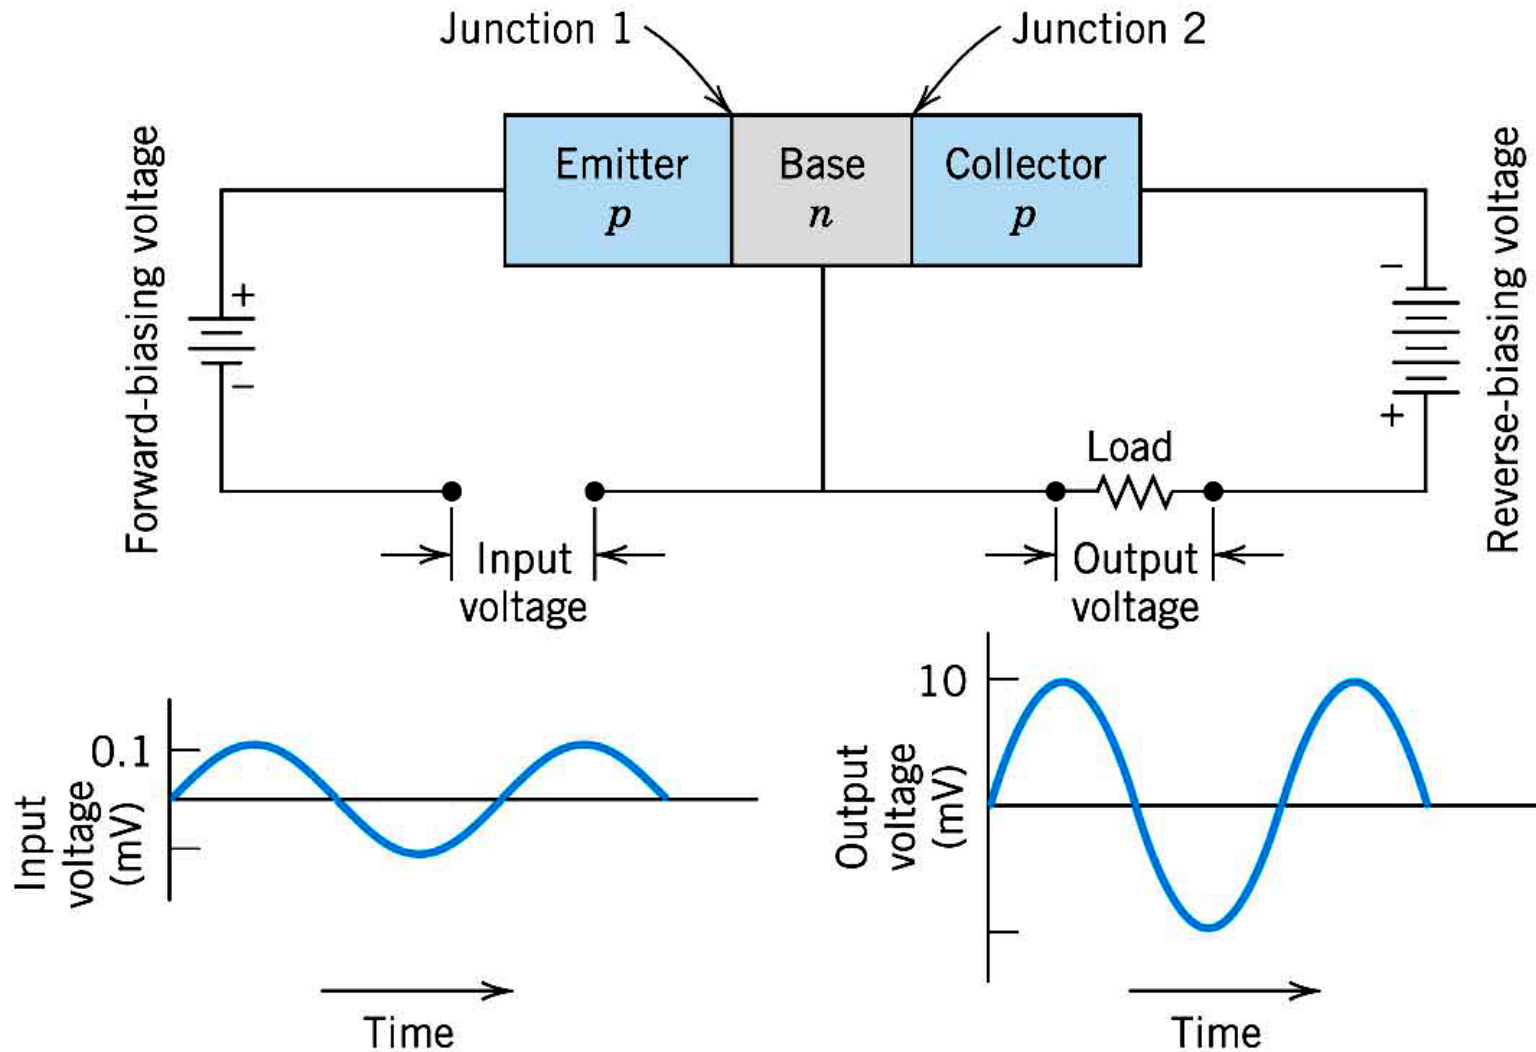 Junction 1
Junction 2
Emitter
p
Base
n
Collector
p
Forward-biasing voltage
+
−
Reverse-biasing voltage
−
+
Load
Input
voltage
Output
voltage
0.1
Input
voltage
(mV)
Time
10
Output
voltage
(mV)
Time